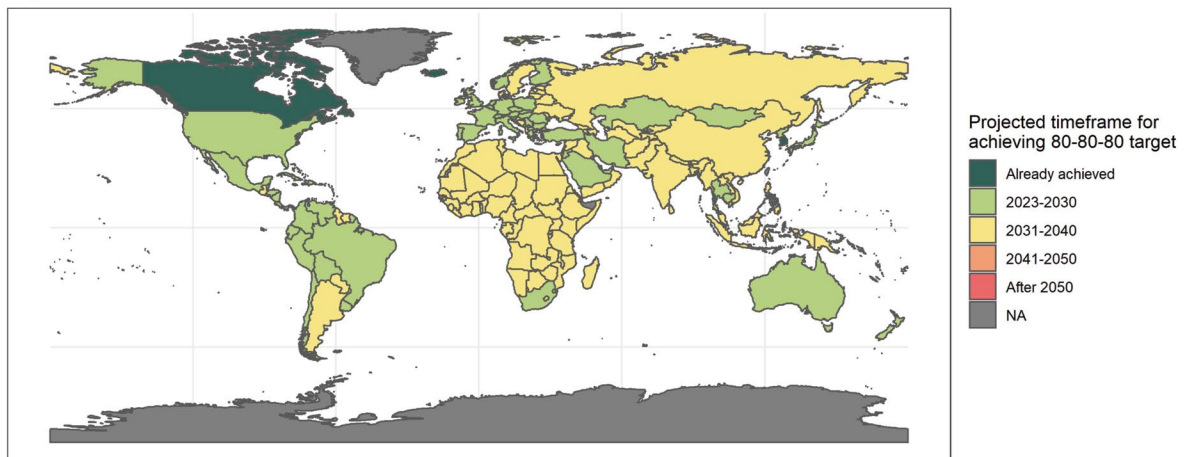 Projected timeframe for
achieving 80-80-80 target
Already achieved
2023-2030
2031-2040
2041-2050
After 2050
NA